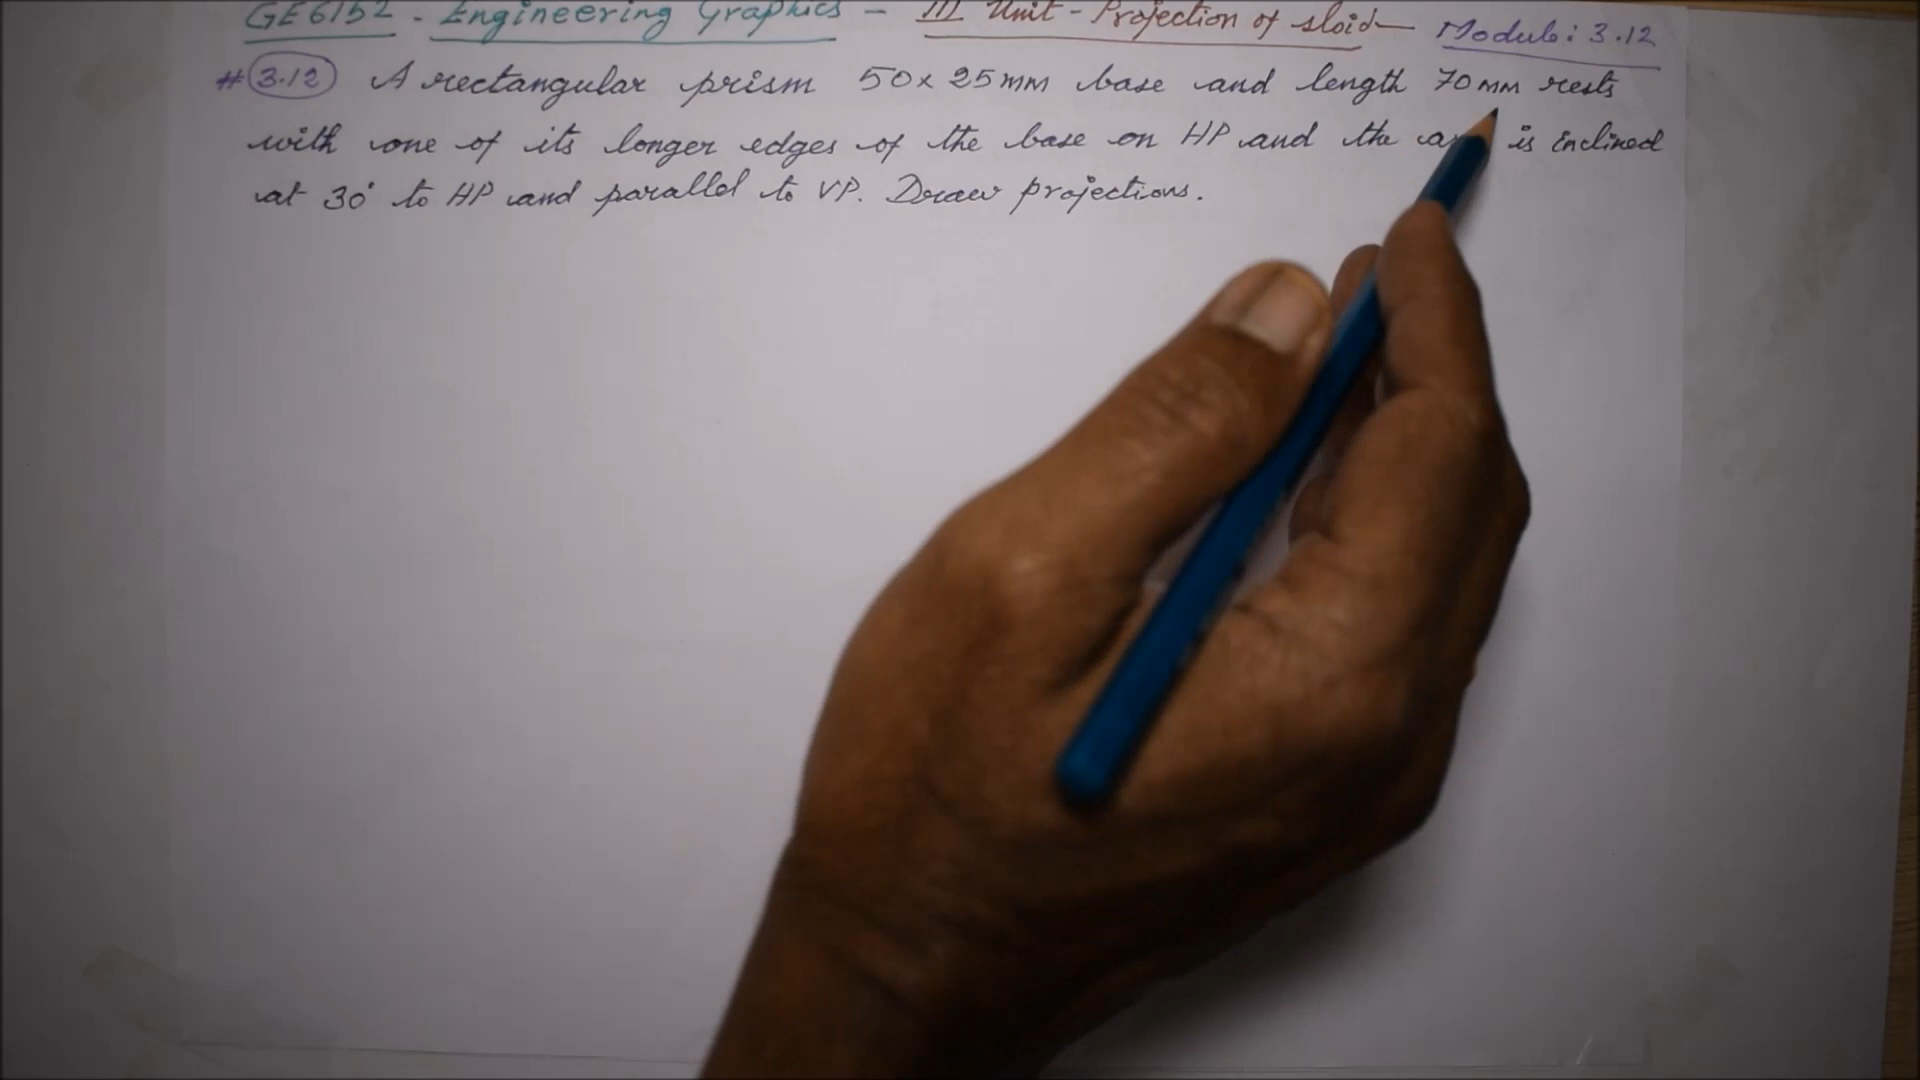 GE6152 - Engineering Graphics - III Unit - Projection of sloid - Module: 3.12
# 3.12 A rectangular prism 50 x 25 mm base and length 70 mm rests
with one of its longer edges of the base on HP and the is inclined
at 30° to HP and parallel to VP. Draw projections.